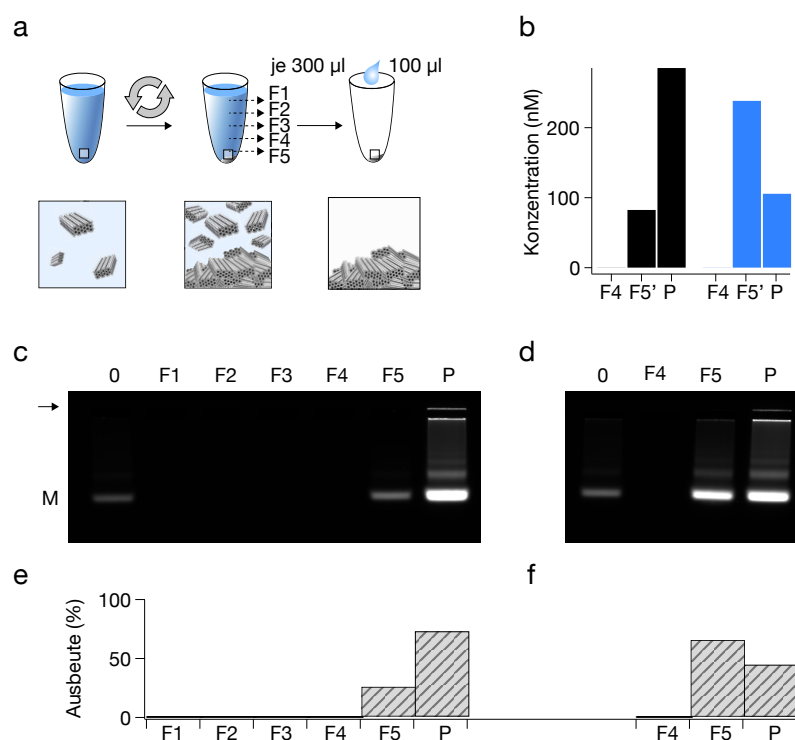 a
je 300 µl
100 µl
F1
F2
F3
F4
F5
b
Konzentration (nM)
200
100
0
F4 F5’ P F4 F5’ P
c
0 F1 F2 F3 F4 F5 P
M
d
0 F4 F5 P
e
Ausbeute (%)
100
50
0
F1 F2 F3 F4 F5 P
f
F4 F5 P